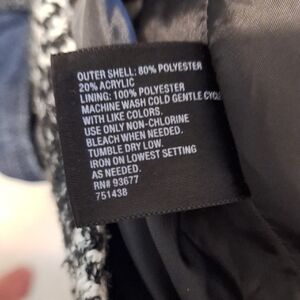 OUTER SHELL: 80% POLYESTER
20% ACRYLIC
LINING: 100% POLYESTER
MACHINE WASH COLD GENTLE CYCLE
WITH LIKE COLORS.
USE ONLY NON-CHLORINE
BLEACH WHEN NEEDED.
TUMBLE DRY LOW.
IRON ON LOWEST SETTING
AS NEEDED.
RN# 93677
751438